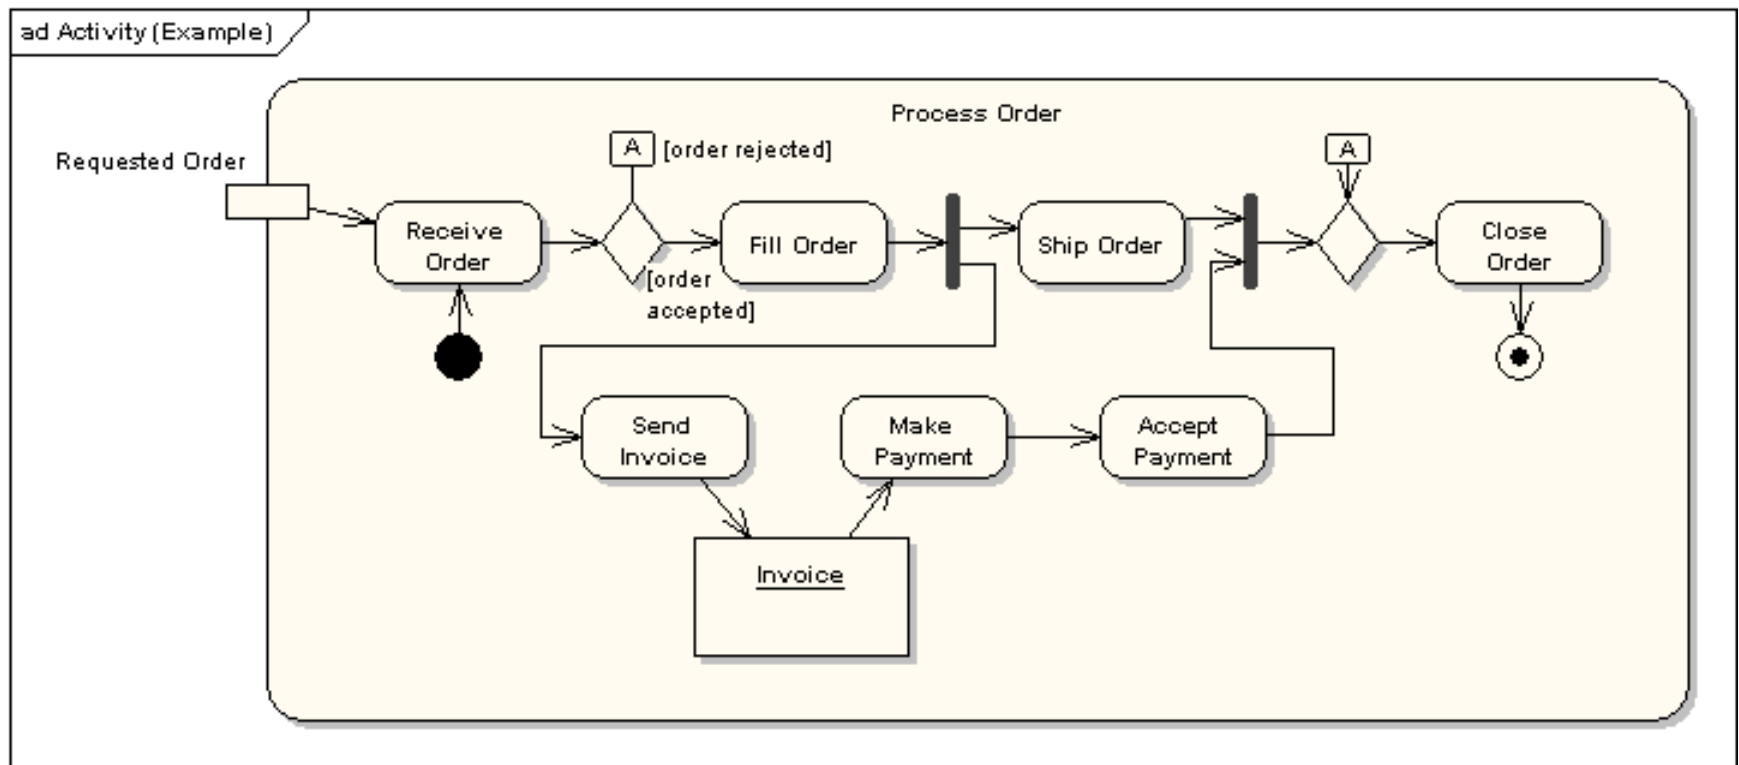 ad Activity (Example)
Process Order
Requested Order
A
[order rejected]
A
Receive
Order
Fill Order
Ship Order
Close
Order
[order
accepted]
Send
Invoice
Make
Payment
Accept
Payment
Invoice